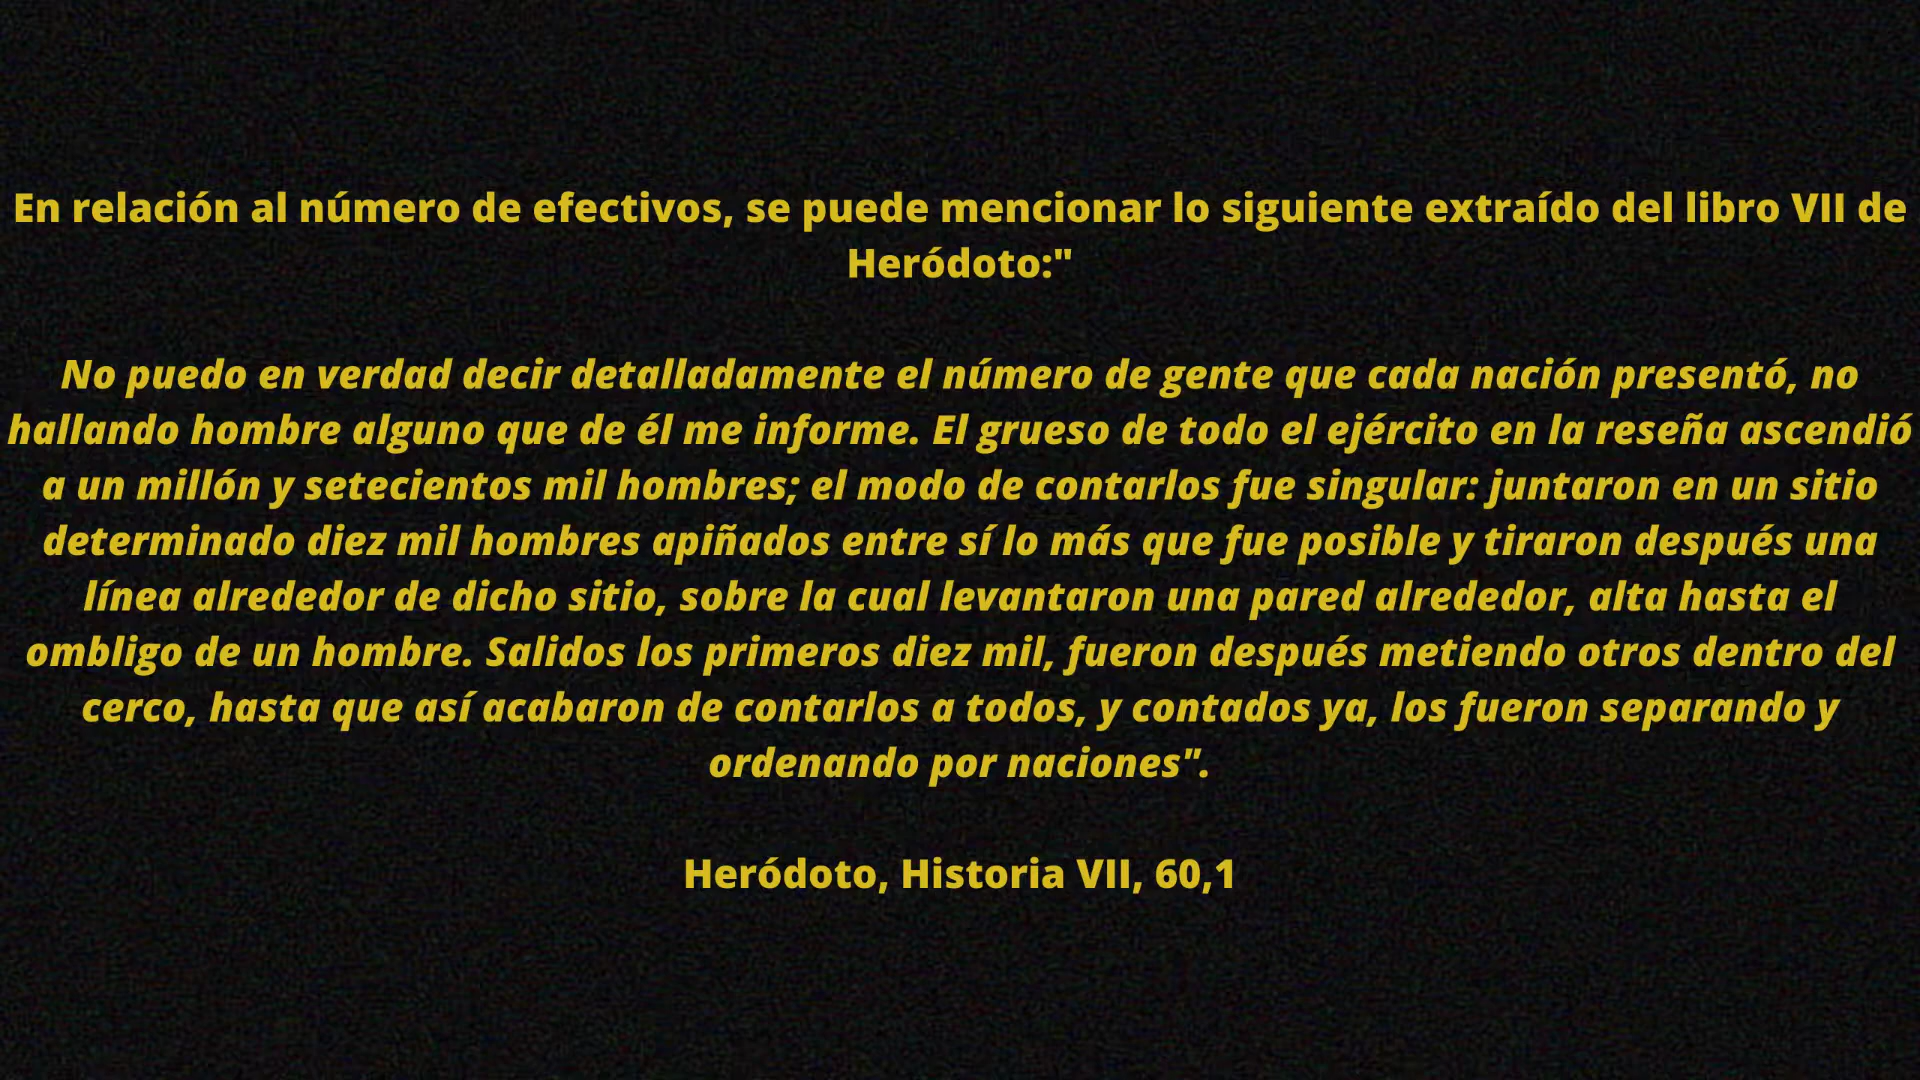 En relación al número de efectivos, se puede mencionar lo siguiente extraído del libro VII de
Heródoto:"
No puedo en verdad decir detalladamente el número de gente que cada nación presentó, no
hallando hombre alguno que de él me informe. El grueso de todo el ejército en la reseña ascendió
a un millón y setecientos mil hombres; el modo de contarlos fue singular: juntaron en un sitio
determinado diez mil hombres apiñados entre sí lo más que fue posible y tiraron después una
línea alrededor de dicho sitio, sobre la cual levantaron una pared alrededor, alta hasta el
ombligo de un hombre. Salidos los primeros diez mil, fueron después metiendo otros dentro del
cerco, hasta que así acabaron de contarlos a todos, y contados ya, los fueron separando y
ordenando por naciones".
Heródoto, Historia VII, 60,1